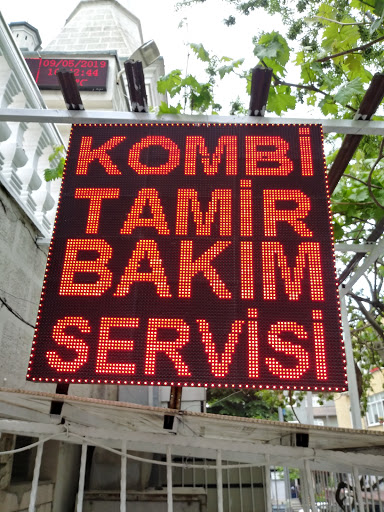 09/05/2019
KOMBİ
TAMİR
BAKIM
SERVİSİ